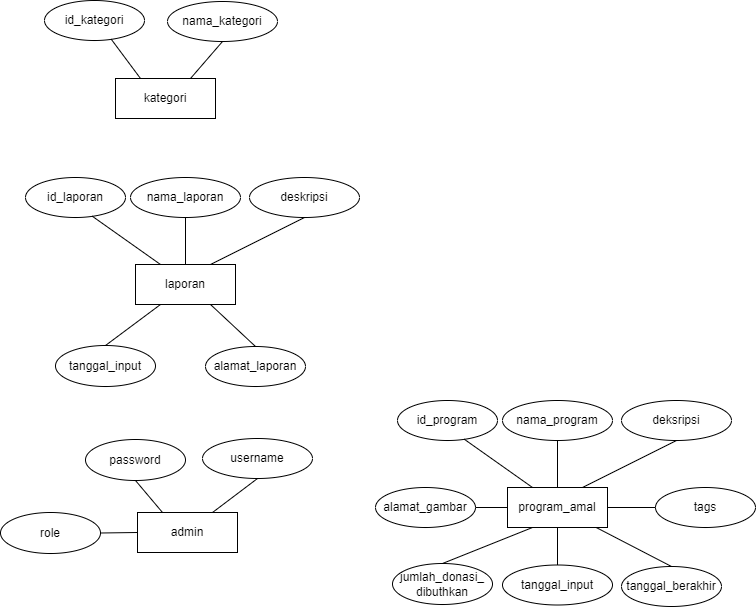 id_kategori
nama_kategori
kategori
id_laporan
nama_laporan
deskripsi
laporan
tanggal_input
alamat_laporan
password
username
role
admin
id_program
nama_program
deksripsi
alamat_gambar
program_amal
tags
jumlah_donasi_
dibuthkan
tanggal_input
tanggal_berakhir